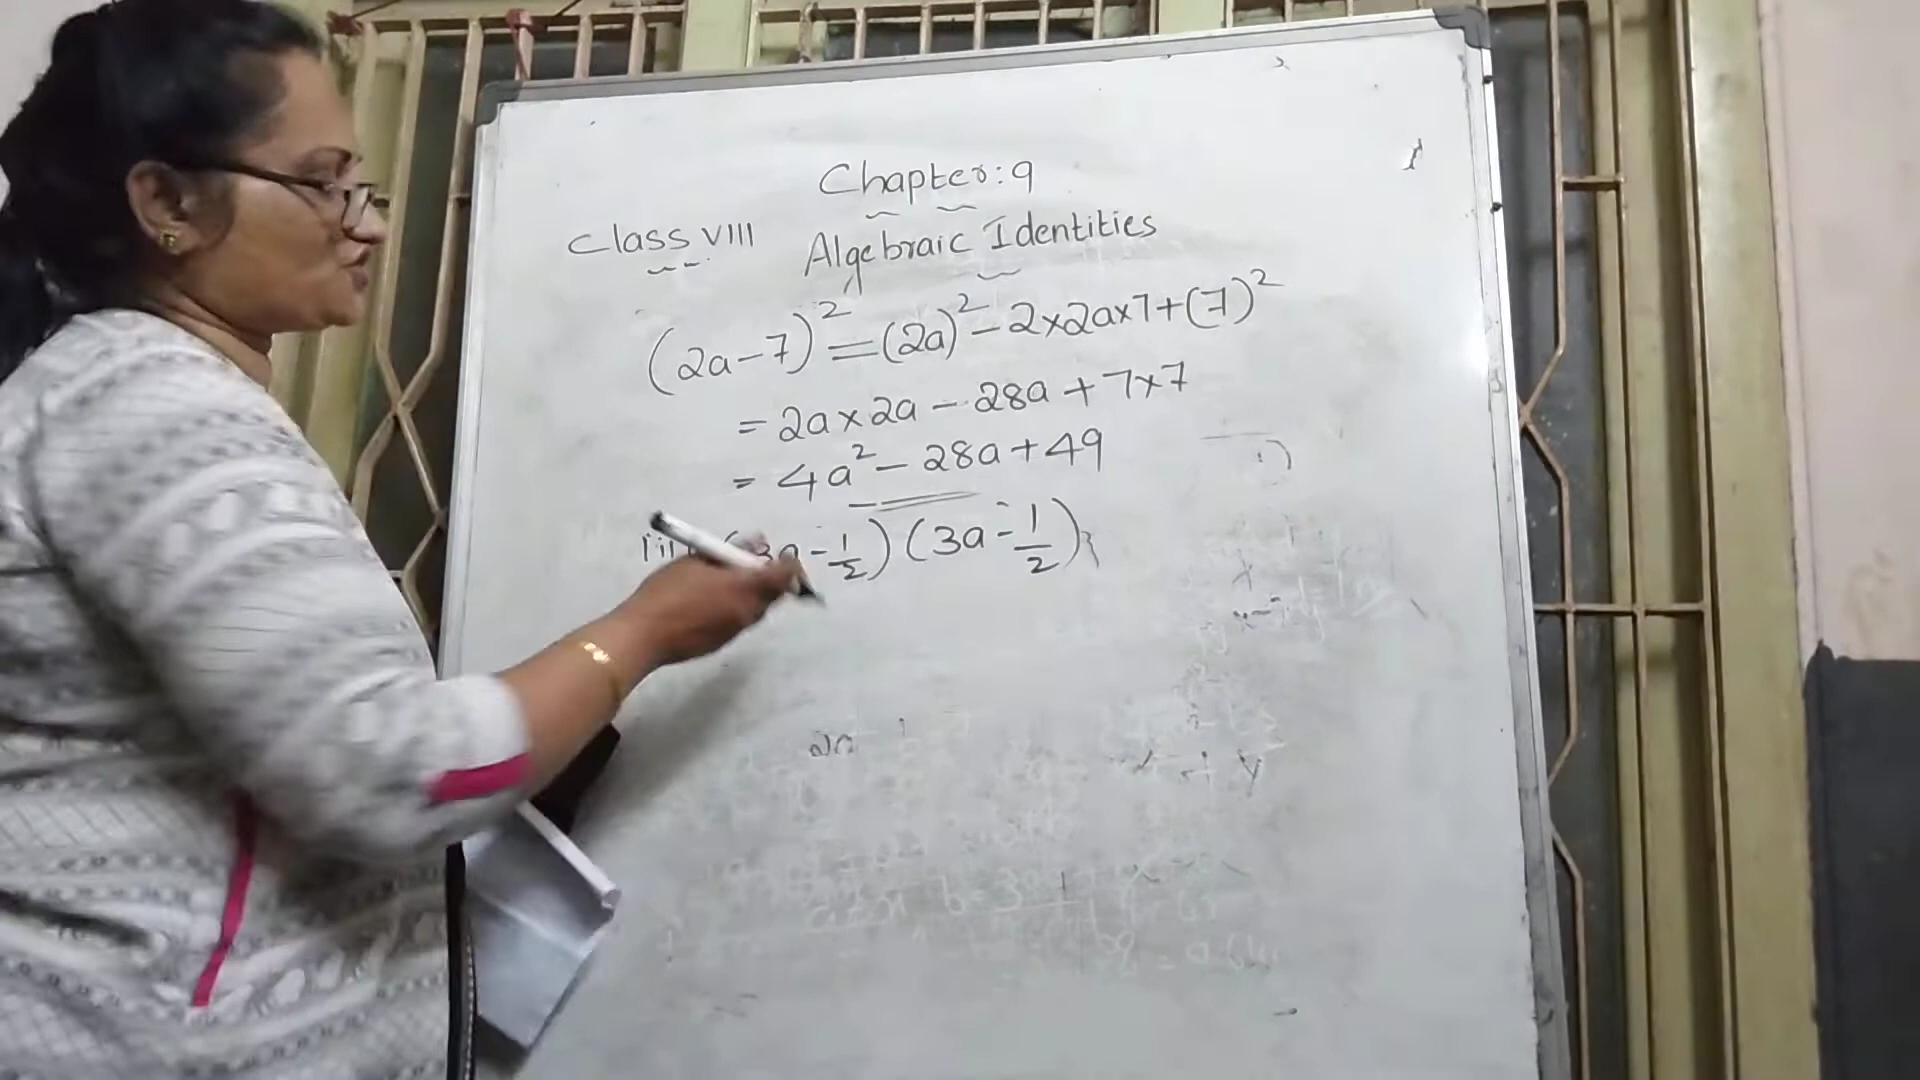 Chapter: 9
Class VIII Algebraic Identities
(2a-7)² = (2a)² - 2×2a×7+(7)²
= 2a×2a - 28a + 7×7
= 4a² - 28a + 49
iii) (3a - 1/2) (3a - 1/2)